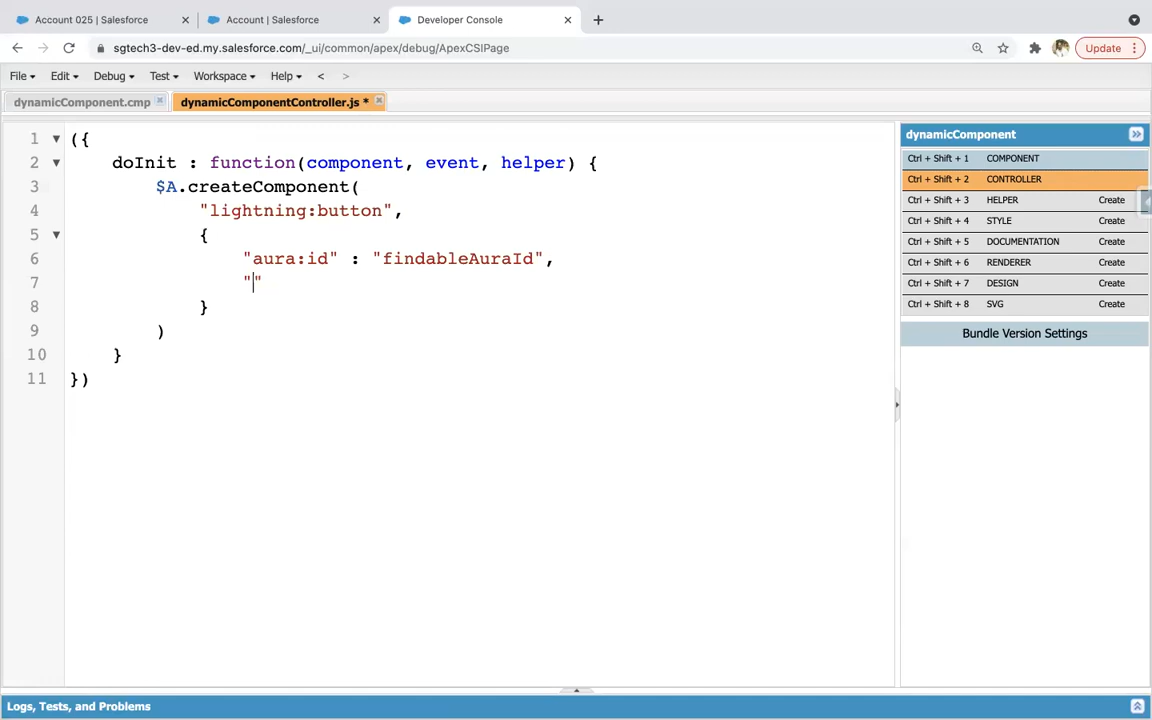 Account 025 | Salesforce × Account | Salesforce × Developer Console × +
sgtech3-dev-ed.my.salesforce.com/_ui/common/apex/debug/ApexCSIPage Update
File Edit Debug Test Workspace Help < >
dynamicComponent.cmp dynamicComponentController.js *
1 ({
2 doInit : function(component, event, helper) {
3 $A.createComponent(
4 "lightning:button",
5 {
6 "aura:id" : "findableAuraId",
7 ""
8 }
9 )
10 }
11 })
dynamicComponent
Ctrl + Shift + 1 COMPONENT
Ctrl + Shift + 2 CONTROLLER
Ctrl + Shift + 3 HELPER Create
Ctrl + Shift + 4 STYLE Create
Ctrl + Shift + 5 DOCUMENTATION Create
Ctrl + Shift + 6 RENDERER Create
Ctrl + Shift + 7 DESIGN Create
Ctrl + Shift + 8 SVG Create
Bundle Version Settings
Logs, Tests, and Problems